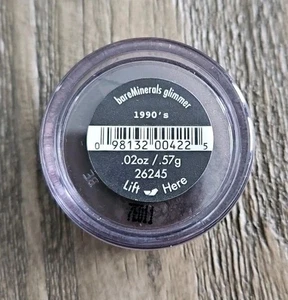 bareMinerals glimmer
1990's
0 98132 00422 5
.02oz/.57g
26245
Lift Here